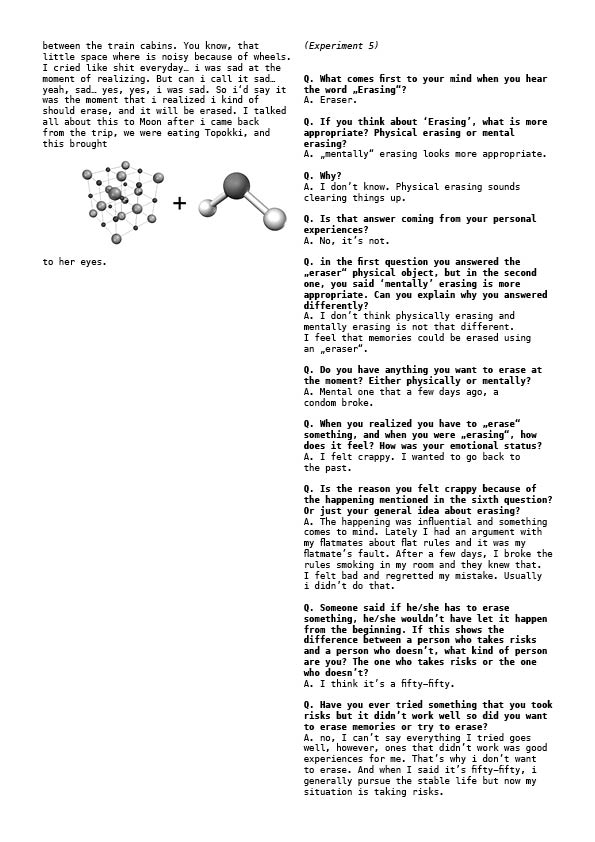 between the train cabins. You know, that
little space where is noisy because of wheels.
I cried like shit everyday… i was sad at the
moment of realizing. But can i call it sad…
yeah, sad… yes, yes, i was sad. So i‘d say it
was the moment that i realized i kind of
should erase, and it will be erased. I talked
all about this to Moon after i came back
from the trip, we were eating Topokki, and
this brought
+
to her eyes.
(Experiment 5)
Q. What comes first to your mind when you hear
the word „Erasing“?
A. Eraser.
Q. If you think about ‘Erasing’, what is more
appropriate? Physical erasing or mental
erasing?
A. „mentally“ erasing looks more appropriate.
Q. Why?
A. I don’t know. Physical erasing sounds
clearing things up.
Q. Is that answer coming from your personal
experiences?
A. No, it’s not.
Q. in the first question you answered the
„eraser“ physical object, but in the second
one, you said ‘mentally’ erasing is more
appropriate. Can you explain why you answered
differently?
A. I don’t think physically erasing and
mentally erasing is not that different.
I feel that memories could be erased using
an „eraser“.
Q. Do you have anything you want to erase at
the moment? Either physically or mentally?
A. Mental one that a few days ago, a
condom broke.
Q. When you realized you have to „erase“
something, and when you were „erasing“, how
does it feel? How was your emotional status?
A. I felt crappy. I wanted to go back to
the past.
Q. Is the reason you felt crappy because of
the happening mentioned in the sixth question?
Or just your general idea about erasing?
A. The happening was influential and something
comes to mind. Lately I had an argument with
my flatmates about flat rules and it was my
flatmate’s fault. After a few days, I broke the
rules smoking in my room and they knew that.
I felt bad and regretted my mistake. Usually
i didn’t do that.
Q. Someone said if he/she has to erase
something, he/she wouldn’t have let it happen
from the beginning. If this shows the
difference between a person who takes risks
and a person who doesn’t, what kind of person
are you? The one who takes risks or the one
who doesn’t?
A. I think it’s a fifty–fifty.
Q. Have you ever tried something that you took
risks but it didn’t work well so did you want
to erase memories or try to erase?
A. no, I can’t say everything I tried goes
well, however, ones that didn’t work was good
experiences for me. That’s why i don’t want
to erase. And when I said it’s fifty–fifty, i
generally pursue the stable life but now my
situation is taking risks.